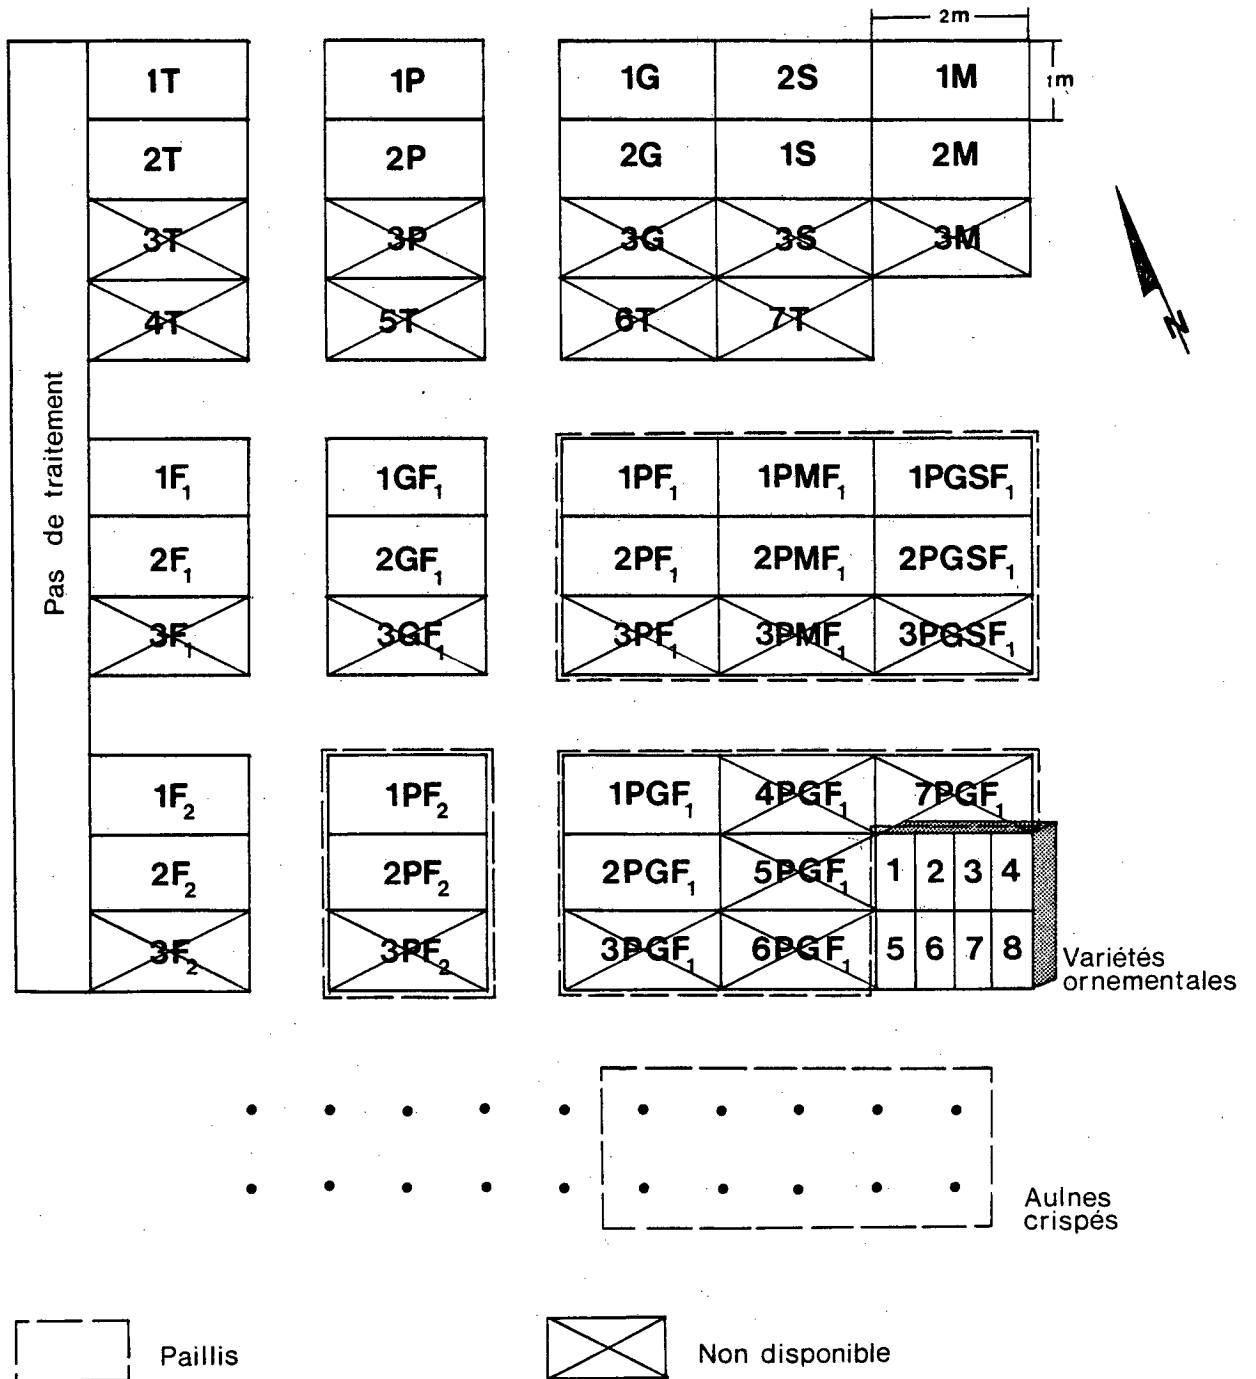 2m
1T 1P 1G 2S 1M
1m
2T 2P 2G 1S 2M
3T 3P 3G 3S 3M
4T 5T 6T 7T
N
Pas de traitement
1F₁ 1GF₁ 1PF₁ 1PMF₁ 1PGSF₁
2F₁ 2GF₁ 2PF₁ 2PMF₁ 2PGSF₁
3F₁ 3GF₁ 3PF₁ 3PMF₁ 3PGSF₁
1F₂ 1PF₂ 1PGF₁ 4PGF₁ 7PGF₁
2F₂ 2PF₂ 2PGF₁ 5PGF₁ 1 2 3 4
3F₂ 3PF₂ 3PGF₁ 6PGF₁ 5 6 7 8
Variétés
ornementales
Aulnes
crispés
Paillis
Non disponible